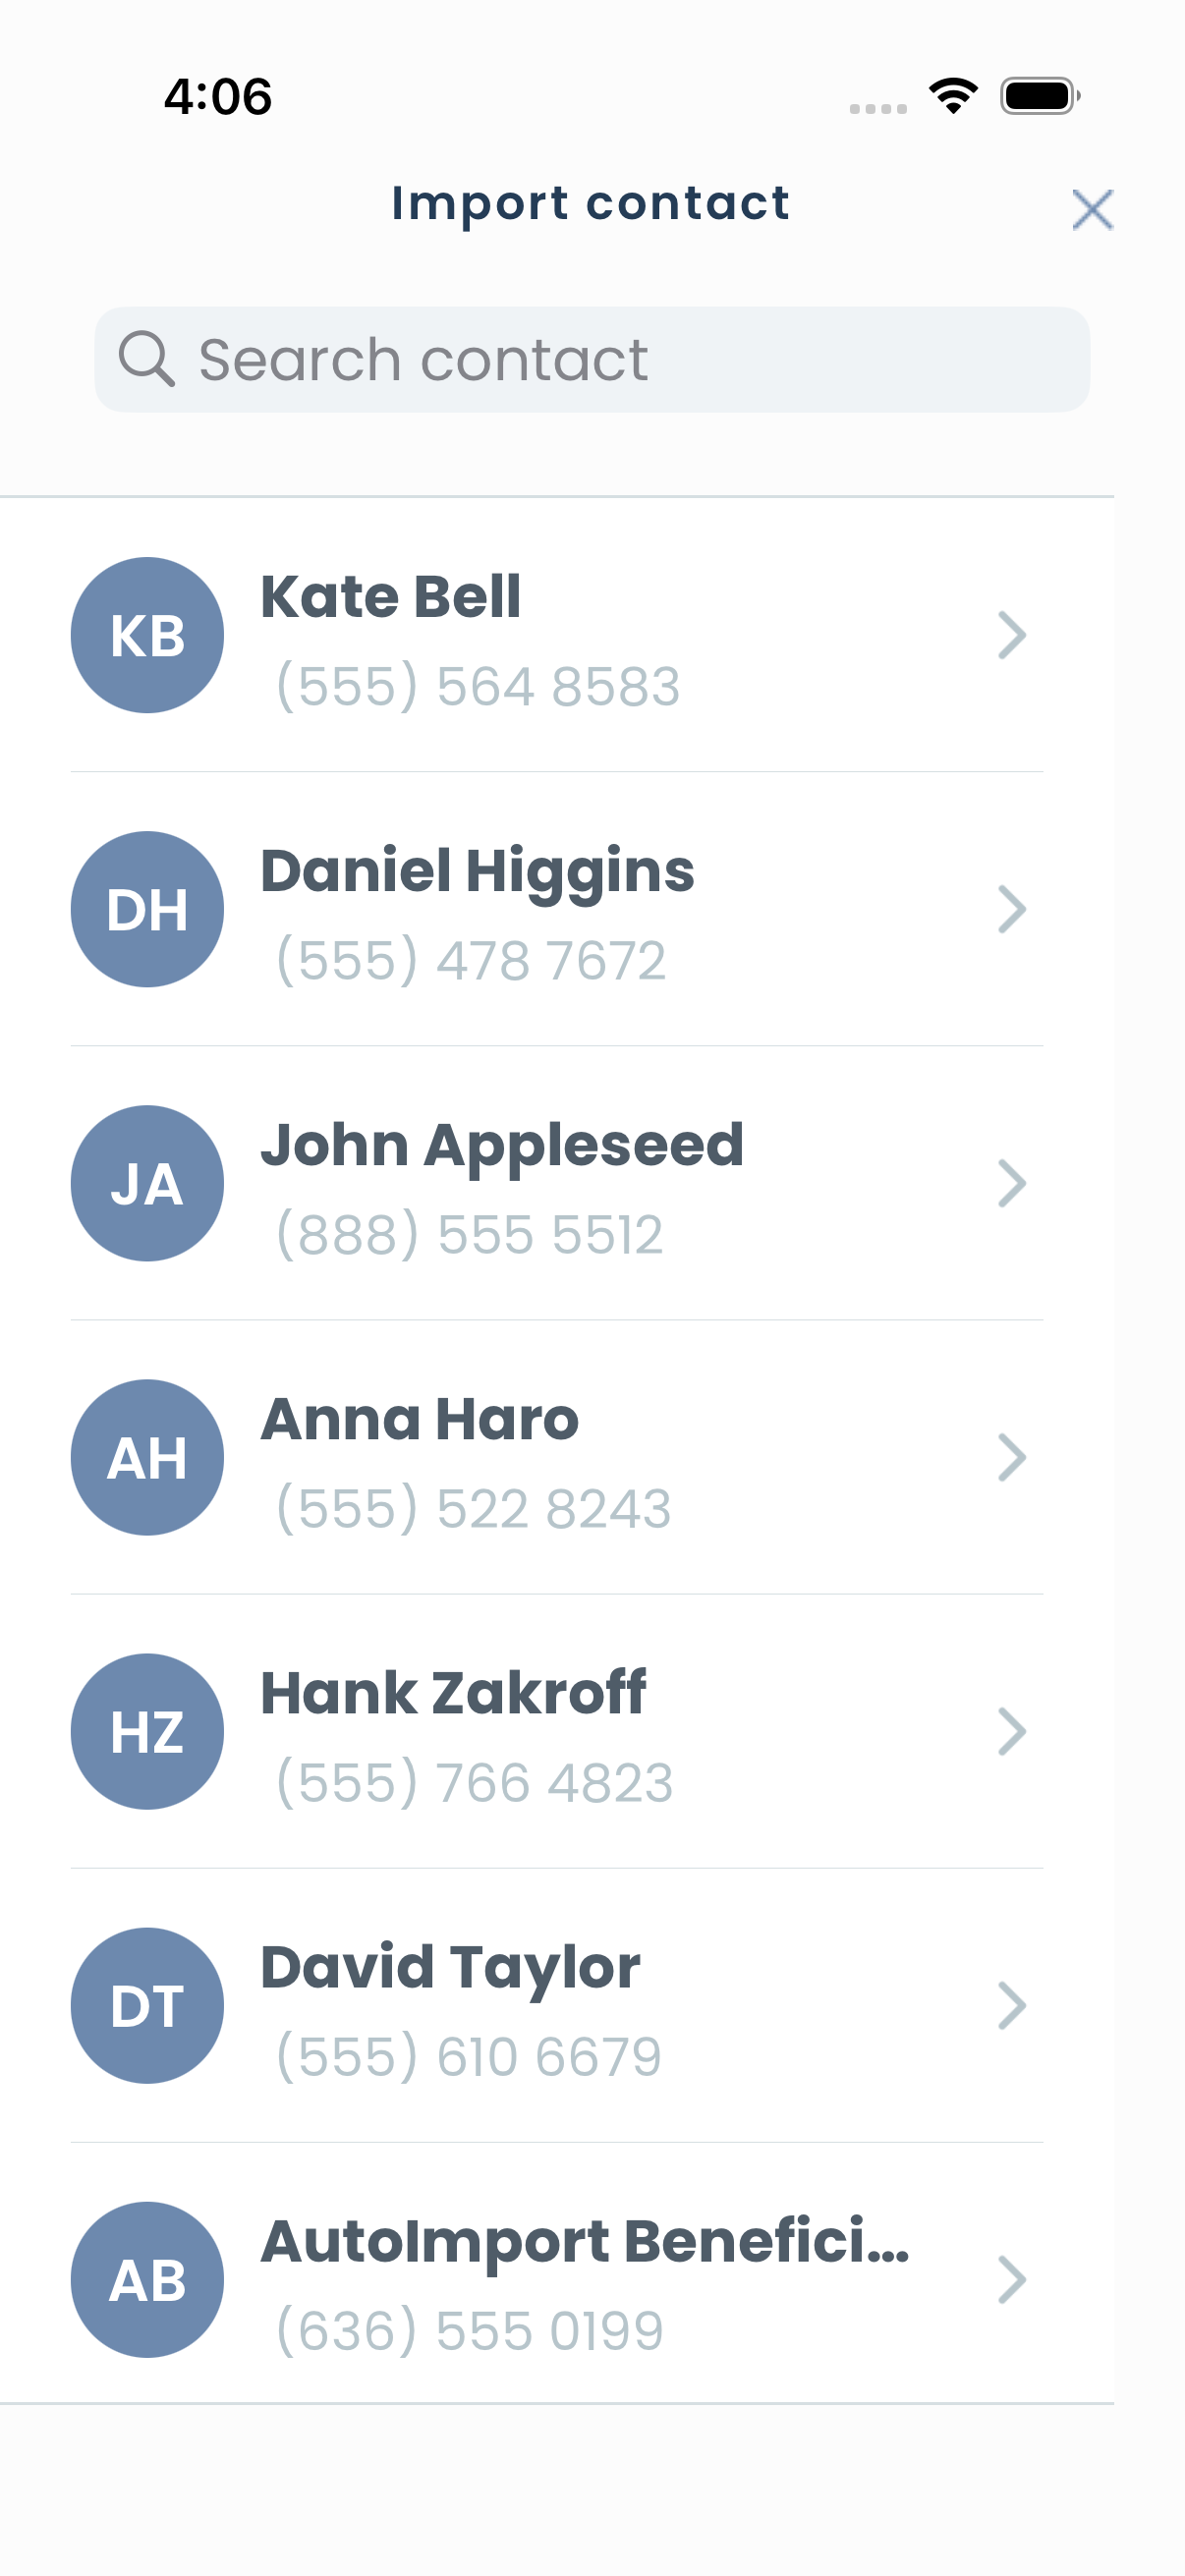 4:06
Import contact
Search contact
KB
Kate Bell
(555) 564 8583
DH
Daniel Higgins
(555) 478 7672
JA
John Appleseed
(888) 555 5512
AH
Anna Haro
(555) 522 8243
HZ
Hank Zakroff
(555) 766 4823
DT
David Taylor
(555) 610 6679
AB
AutoImport Benefici...
(636) 555 0199